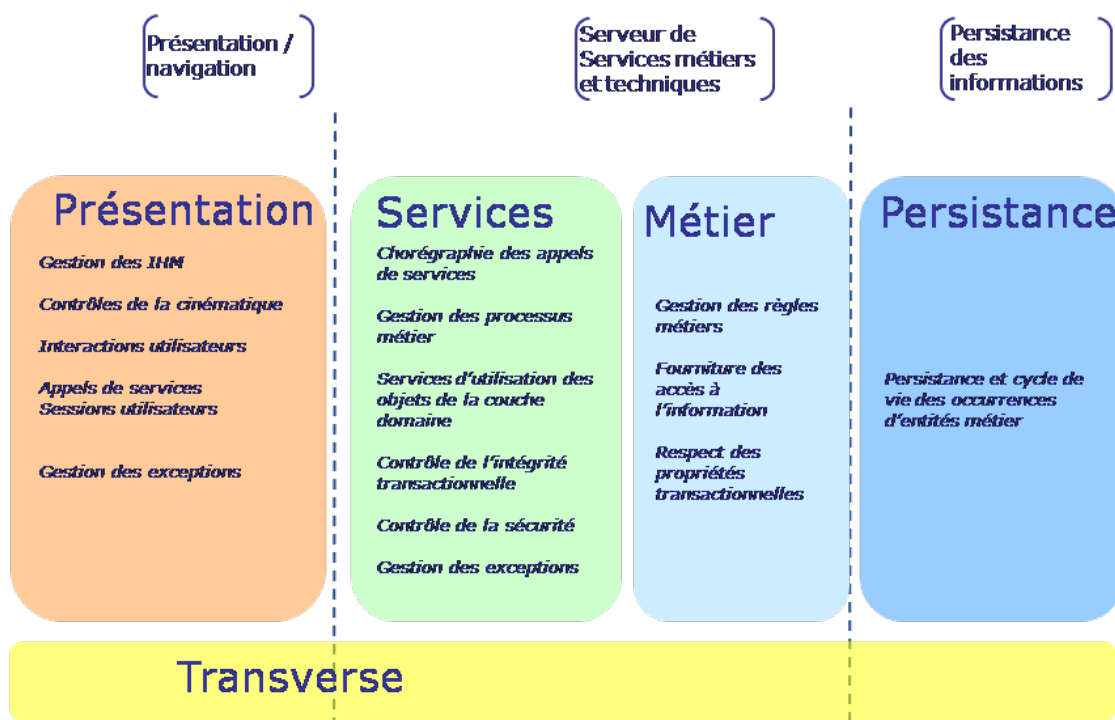 Présentation /
navigation
Serveur de
Services métiers
et techniques
Persistance
des
informations
Présentation
Gestion des IHM
Contrôles de la cinématique
Interactions utilisateurs
Appels de services
Sessions utilisateurs
Gestion des exceptions
Services
Chorégraphie des appels
de services
Gestion des processus
métier
Services d'utilisation des
objets de la couche
domaine
Contrôle de l'intégrité
transactionnelle
Contrôle de la sécurité
Gestion des exceptions
Métier
Gestion des règles
métiers
Fourniture des
accès à
l'information
Respect des
propriétés
transactionnelles
Persistance
Persistance et cycle de
vie des occurrences
d'entités métier
Transverse